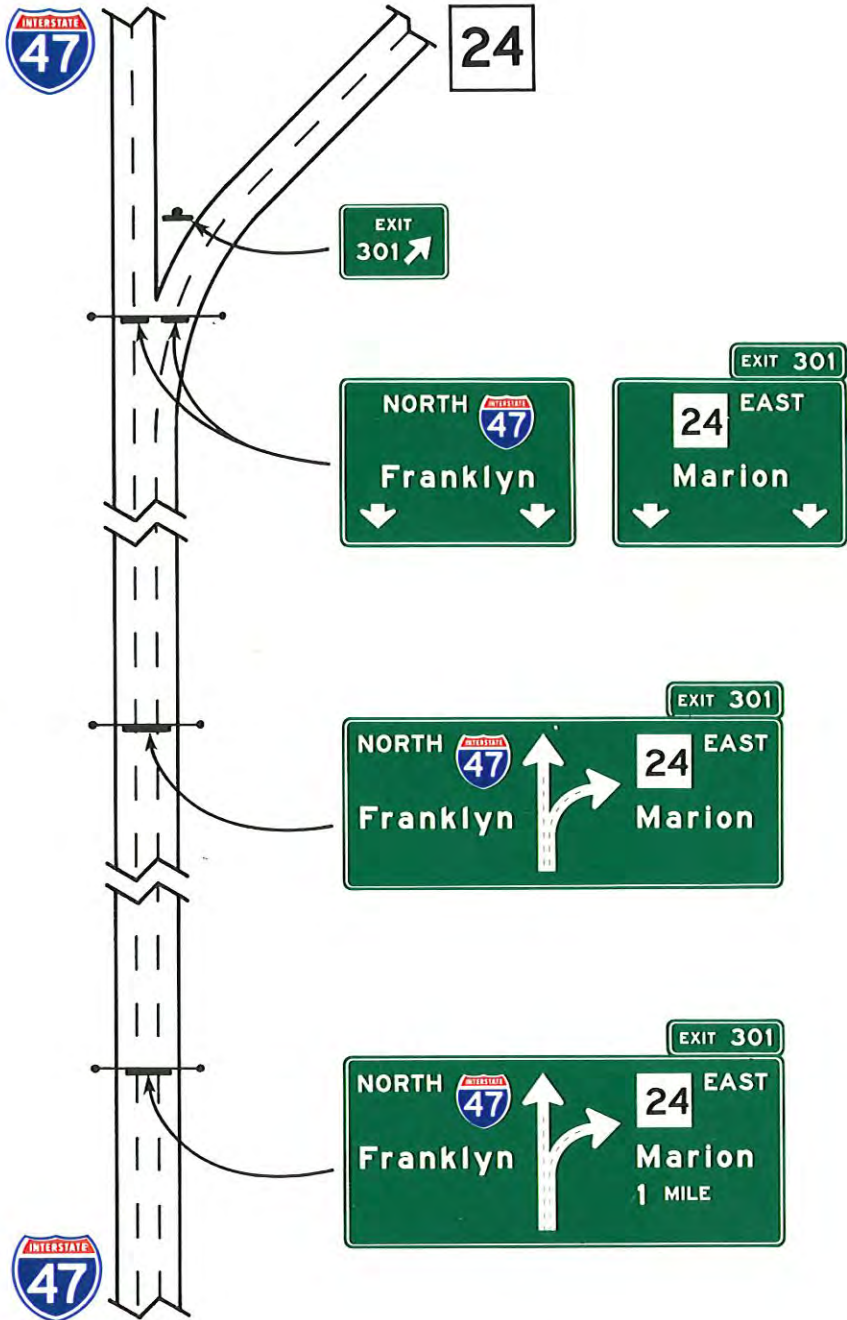 INTERSTATE
47
24
EXIT
301
EXIT 301
NORTH INTERSTATE 47
Franklyn
24 EAST
Marion
EXIT 301
NORTH INTERSTATE 47
Franklyn
24 EAST
Marion
EXIT 301
NORTH INTERSTATE 47
Franklyn
24 EAST
Marion
1 MILE
INTERSTATE
47